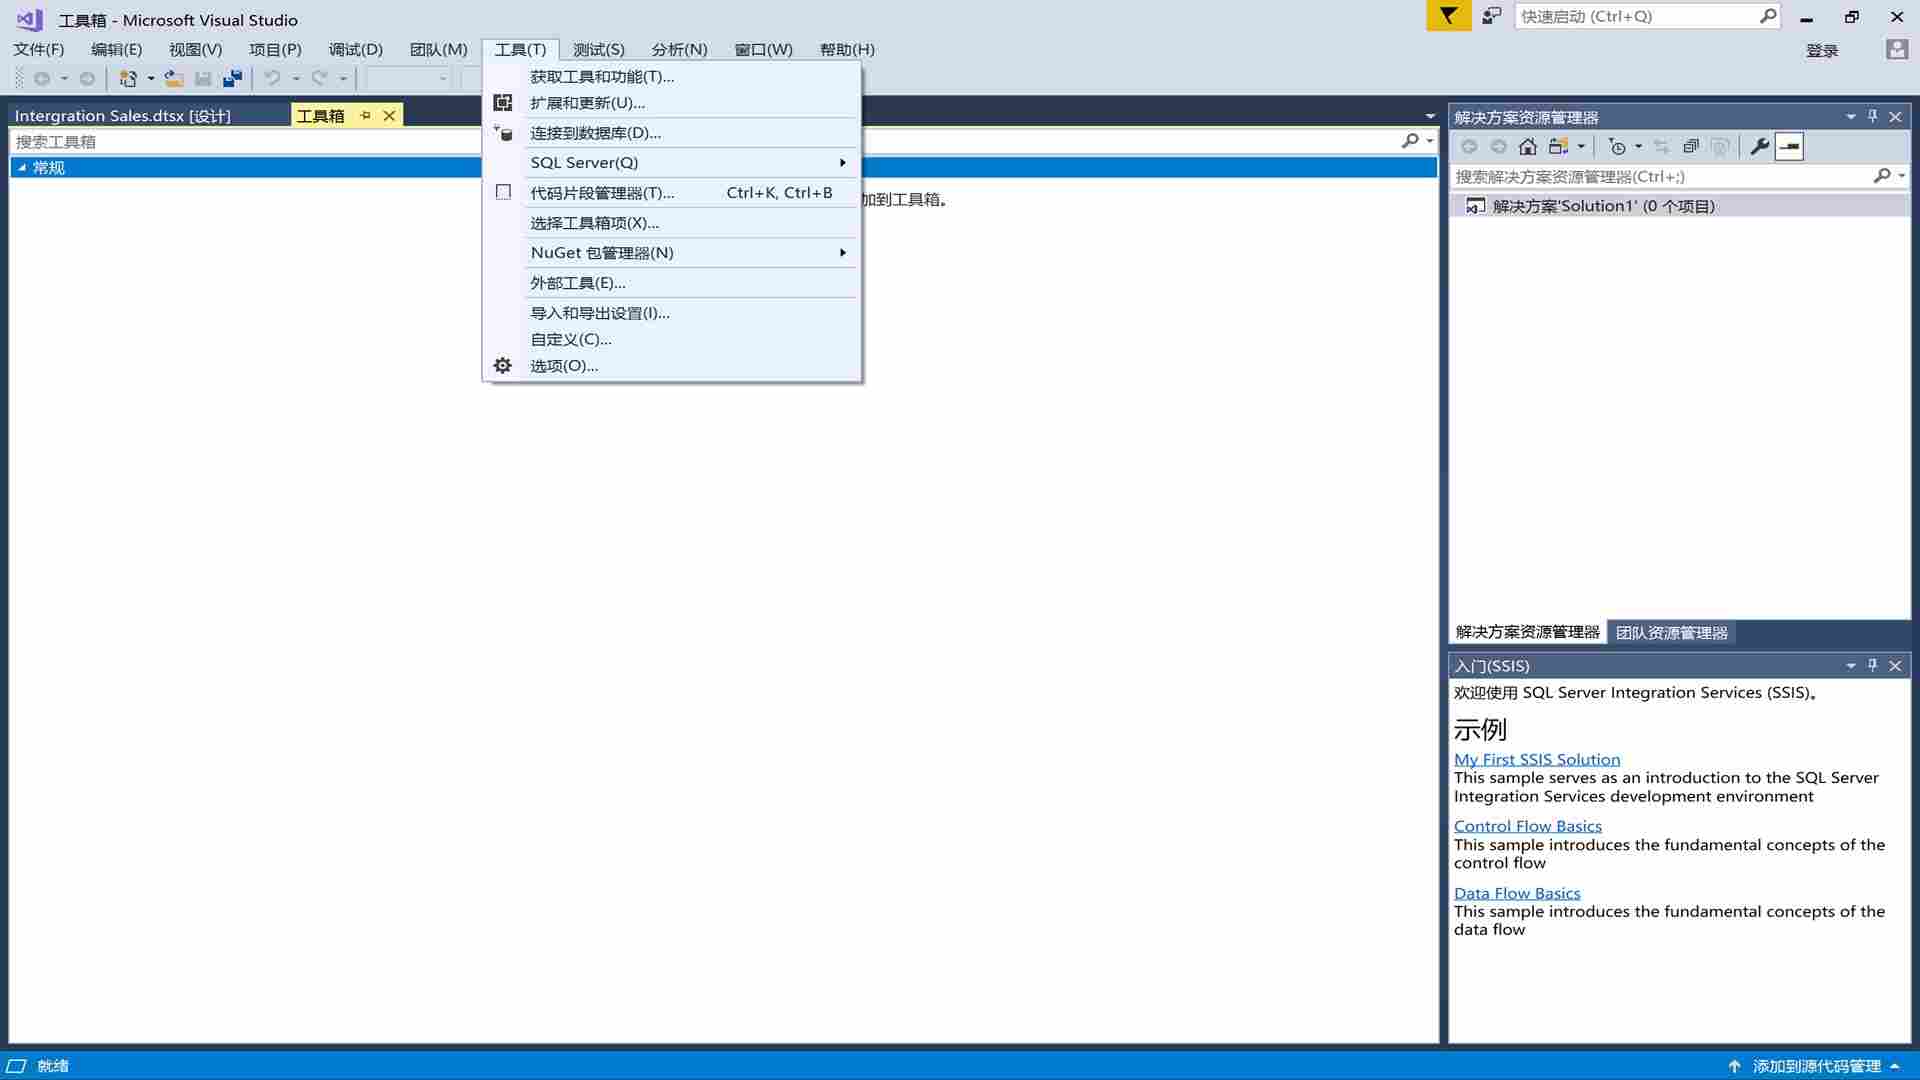 工具箱 - Microsoft Visual Studio
快速启动 (Ctrl+Q)
文件(F) 编辑(E) 视图(V) 项目(P) 调试(D) 团队(M) 工具(T) 测试(S) 分析(N) 窗口(W) 帮助(H)
登录
Intergration Sales.dtsx [设计] 工具箱
搜索工具箱
常规
加到工具箱。
获取工具和功能(T)...
扩展和更新(U)...
连接到数据库(D)...
SQL Server(Q)
代码片段管理器(T)... Ctrl+K, Ctrl+B
选择工具箱项(X)...
NuGet 包管理器(N)
外部工具(E)...
导入和导出设置(I)...
自定义(C)...
选项(O)...
解决方案资源管理器
搜索解决方案资源管理器(Ctrl+;)
解决方案'Solution1' (0 个项目)
解决方案资源管理器 团队资源管理器
入门(SSIS)
欢迎使用 SQL Server Integration Services (SSIS)。
示例
My First SSIS Solution
This sample serves as an introduction to the SQL Server
Integration Services development environment
Control Flow Basics
This sample introduces the fundamental concepts of the
control flow
Data Flow Basics
This sample introduces the fundamental concepts of the
data flow
就绪
添加到源代码管理